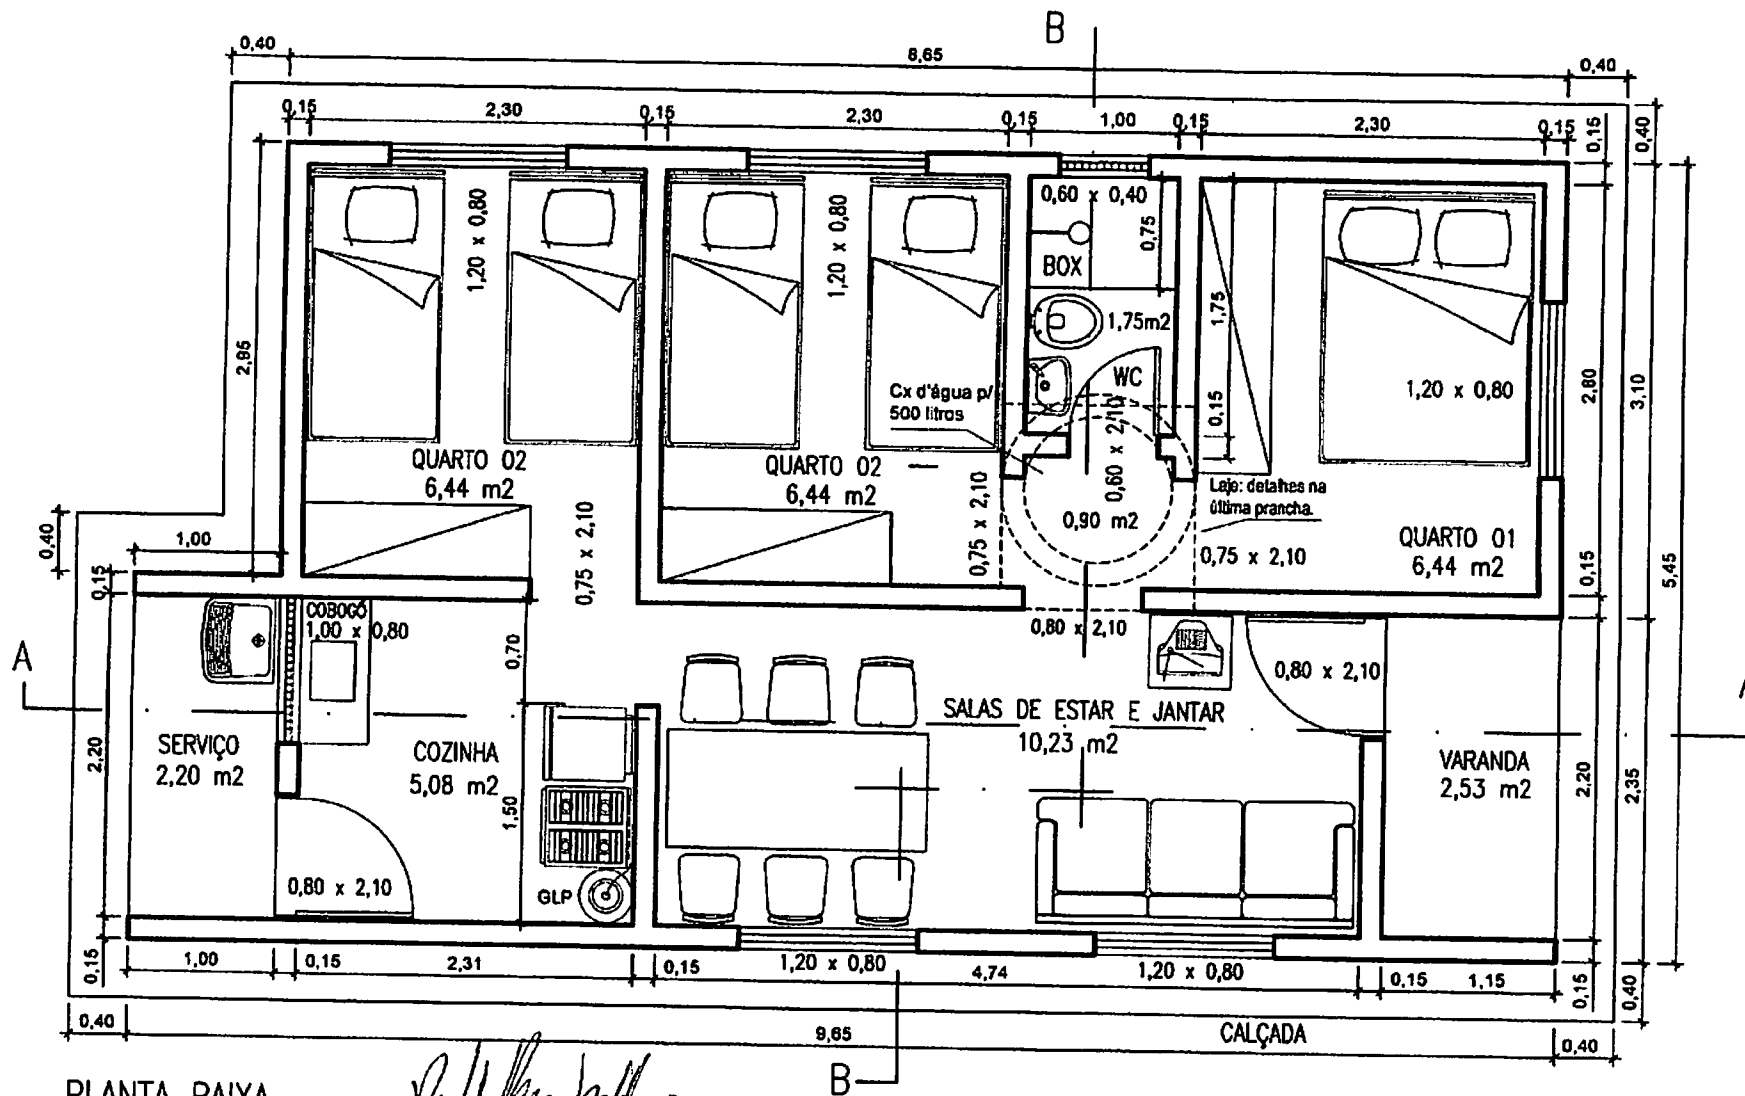 B
0,40
8,65
0,40
0,15
2,30
0,15
2,30
0,15
1,00
0,15
2,30
0,15
0,15
0,40
2,95
1,20 x 0,80
1,20 x 0,80
0,60 x 0,40
0,75
BOX
1,75m2
WC
1,75
0,15
1,20 x 0,80
2,80
3,10
Cx d'água p/
500 litros
0,60 x 2,10
QUARTO 02
6,44 m2
QUARTO 02
6,44 m2
0,75 x 2,10
0,75 x 2,10
0,90 m2
Laje: detalhes na
última prancha.
0,75 x 2,10
QUARTO 01
6,44 m2
0,15
5,45
0,40
1,00
0,15
COBOGÓ
1,00 x 0,80
0,70
0,80 x 2,10
0,80 x 2,10
A
SERVIÇO
2,20 m2
2,20
COZINHA
5,08 m2
1,50
SALAS DE ESTAR E JANTAR
10,23 m2
VARANDA
2,53 m2
2,20
2,35
0,80 x 2,10
GLP
0,15
1,00
0,15
2,31
0,15
1,20 x 0,80
4,74
1,20 x 0,80
0,15
1,15
0,15
0,40
0,40
9,65
CALÇADA
0,40
B
PLANTA BAIXA